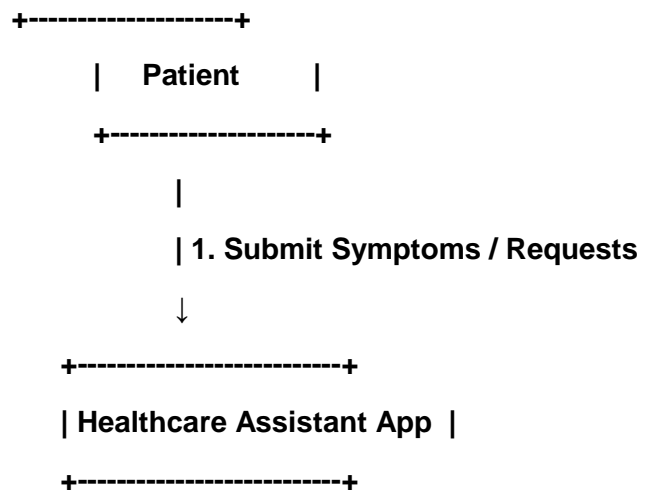 +---------------------+
| Patient |
+---------------------+
|
| 1. Submit Symptoms / Requests
↓
+---------------------------+
| Healthcare Assistant App |
+---------------------------+